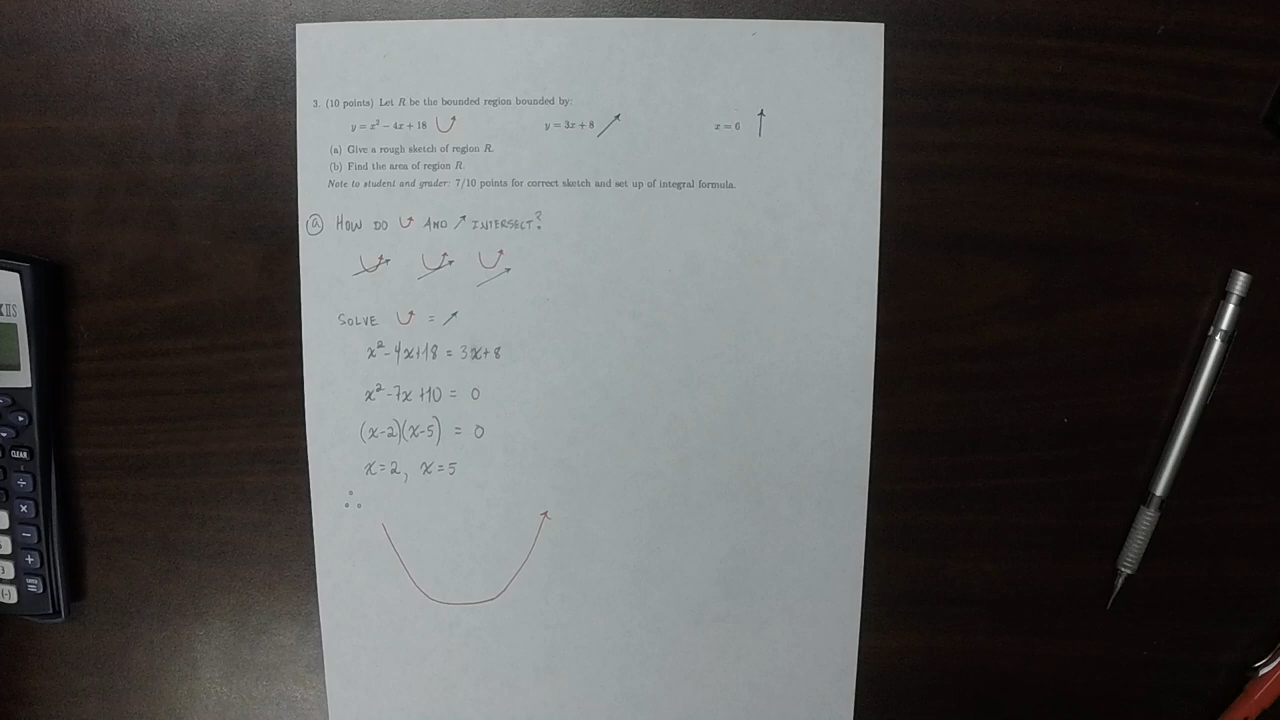 3. (10 points) Let R be the bounded region bounded by:
y = x² − 4x + 18 y = 3x + 8 x = 0
(a) Give a rough sketch of region R.
(b) Find the area of region R.
Note to student and grader: 7/10 points for correct sketch and set up of integral formula.
(a) HOW DO AND INTERSECT?
SOLVE =
x²-4x+18 = 3x+8
x²-7x+10 = 0
(x-2)(x-5) = 0
x=2, x=5
∴
IIS
CLEAR
÷
×
−
+
3
(-)
ENTER
=